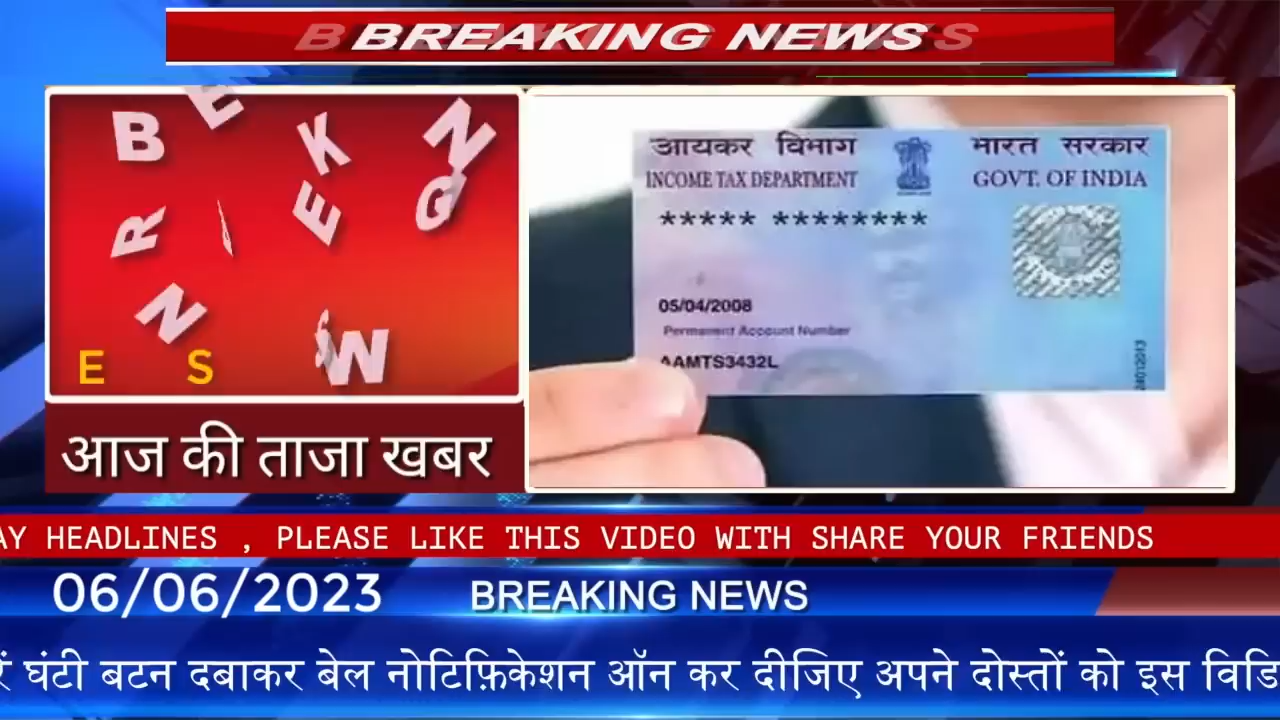 BREAKING NEWS
B E K N
R I E G
N W
E S
आज की ताजा खबर
आयकर विभाग
भारत सरकार
INCOME TAX DEPARTMENT
GOVT. OF INDIA
***** ********
05/04/2008
Permanent Account Number
AAMTS3432L
24012013
AY HEADLINES , PLEASE LIKE THIS VIDEO WITH SHARE YOUR FRIENDS
06/06/2023
BREAKING NEWS
घंटी बटन दबाकर बेल नोटिफ़िकेशन ऑन कर दीजिए अपने दोस्तों को इस विडि